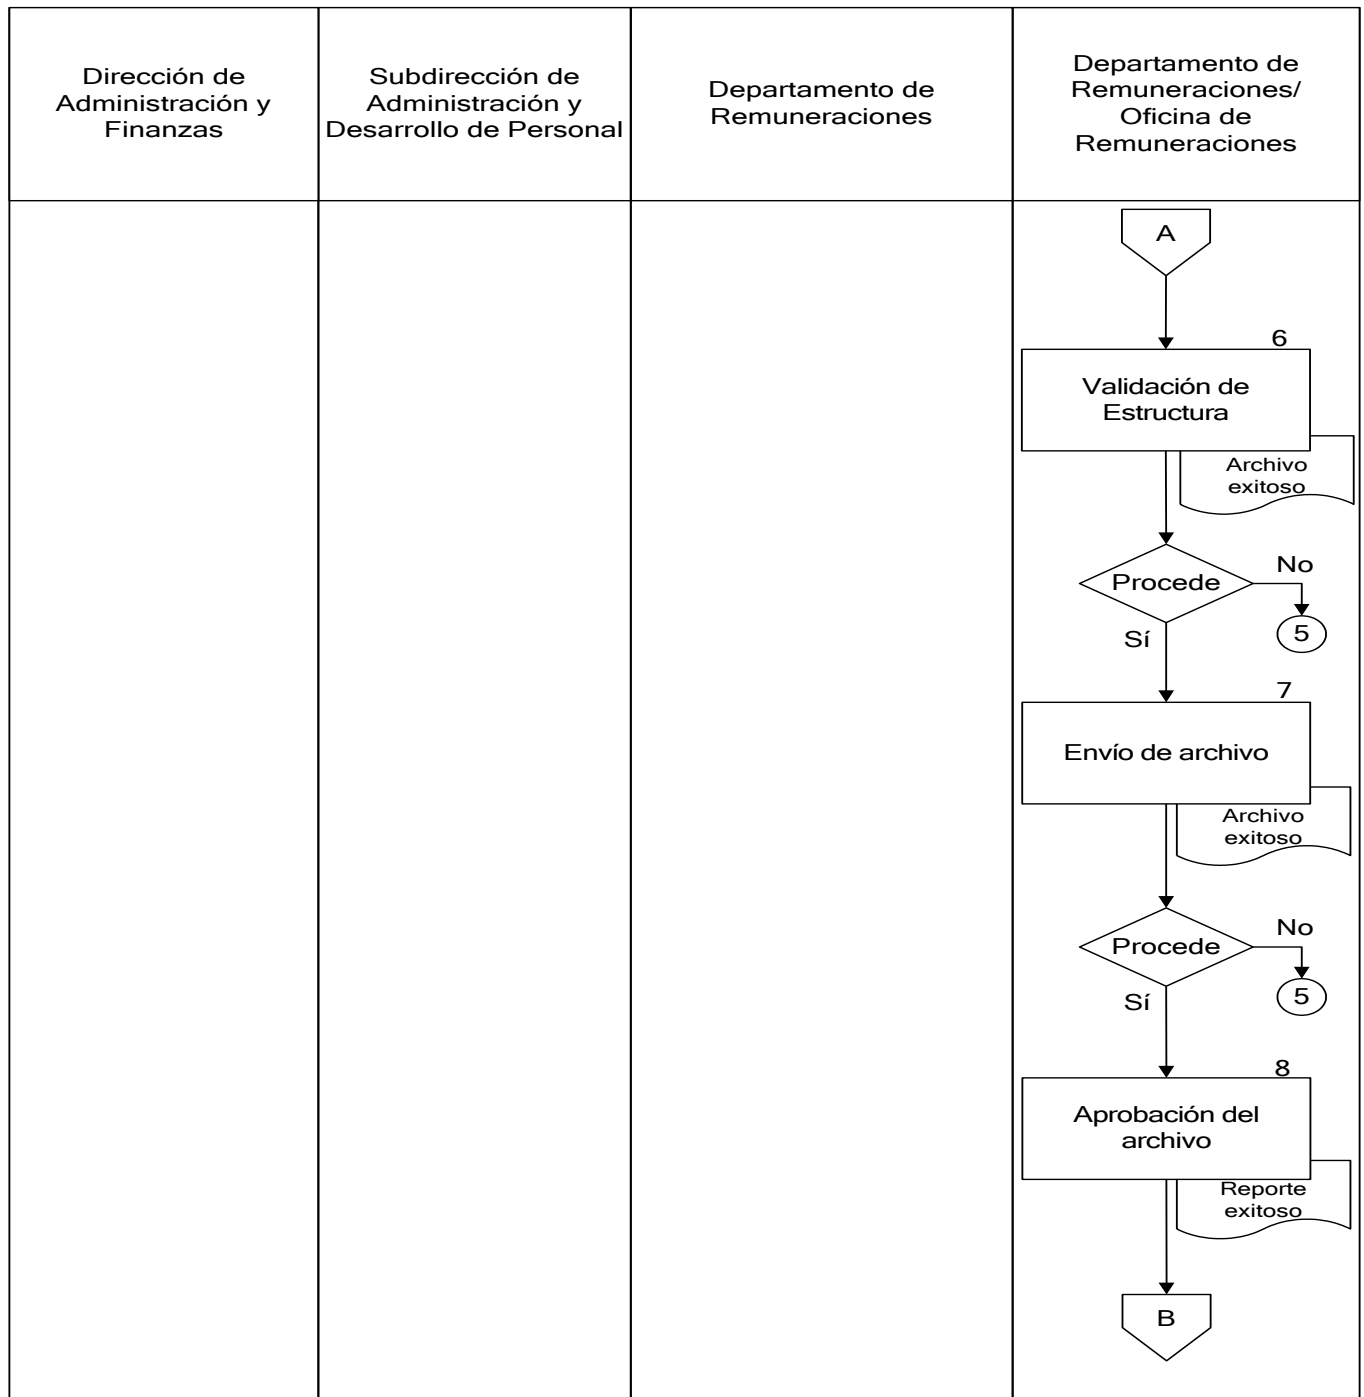 Dirección de
Administración y
Finanzas
Subdirección de
Administración y
Desarrollo de Personal
Departamento de
Remuneraciones
Departamento de
Remuneraciones/
Oficina de
Remuneraciones
A
6
Validación de
Estructura
Archivo
exitoso
Procede
No
5
Sí
7
Envío de archivo
Archivo
exitoso
Procede
No
5
Sí
8
Aprobación del
archivo
Reporte
exitoso
B